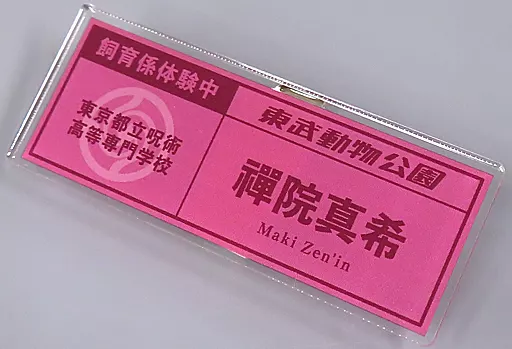 飼育係体験中
東京都立呪術
高等専門学校
東武動物公園
禪院真希
Maki Zen'in